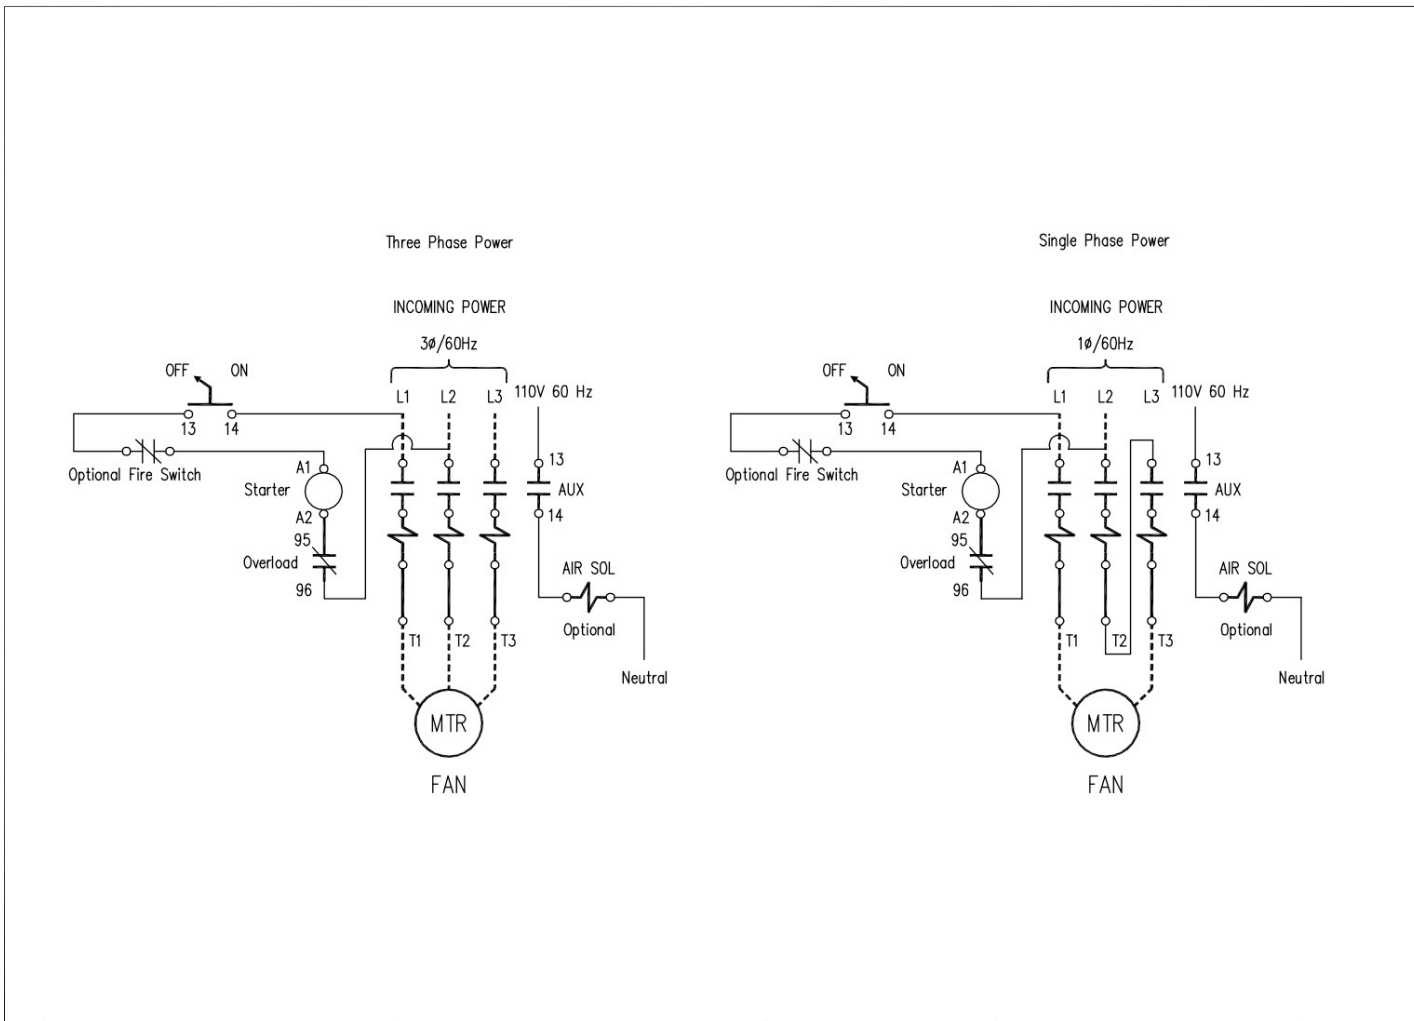 Three Phase Power
INCOMING POWER
3ø/60Hz
OFF ON
L1 L2 L3 110V 60 Hz
13 14
Optional Fire Switch
A1
Starter
A2
95
Overload
96
13
AUX
14
AIR SOL
Optional
T1 T2 T3
Neutral
MTR
FAN
Single Phase Power
INCOMING POWER
1ø/60Hz
OFF ON
L1 L2 L3 110V 60 Hz
13 14
Optional Fire Switch
A1
Starter
A2
95
Overload
96
13
AUX
14
AIR SOL
Optional
T1 T2 T3
Neutral
MTR
FAN